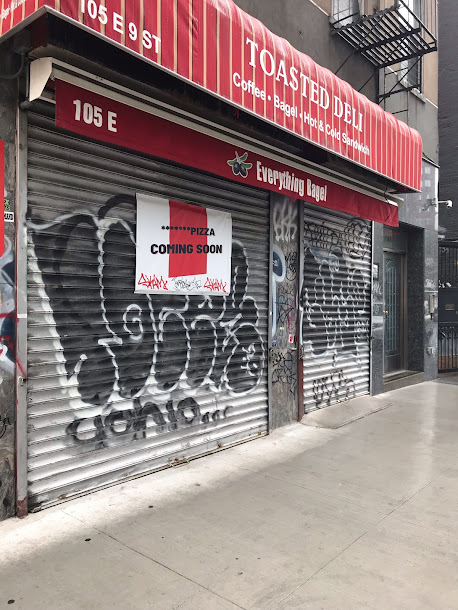 105 E 9 ST
TOASTED DELI
Coffee • Bagel • Hot & Cold Sandwich
105 E
Everything Bagel
*******PIZZA
COMING SOON